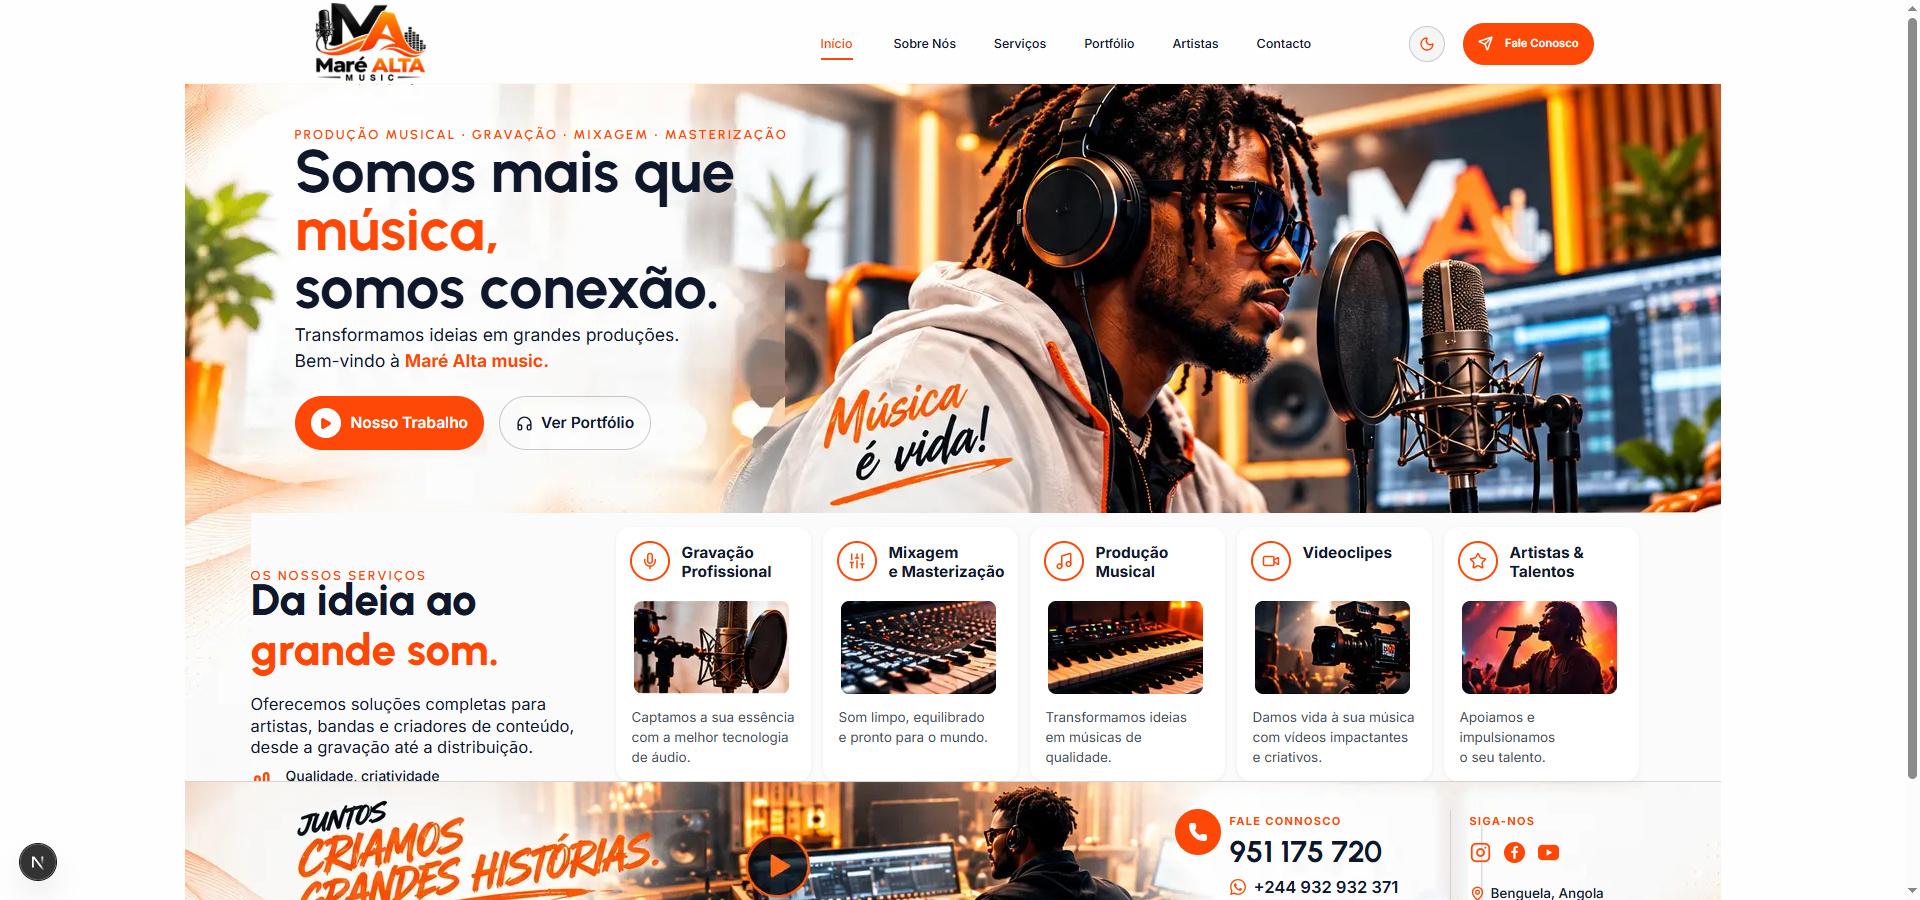 MA
Maré ALTA
MUSIC
Início
Sobre Nós
Serviços
Portfólio
Artistas
Contacto
Fale Conosco
PRODUÇÃO MUSICAL · GRAVAÇÃO · MIXAGEM · MASTERIZAÇÃO
Somos mais que
música,
somos conexão.
Transformamos ideias em grandes produções.
Bem-vindo à Maré Alta music.
Nosso Trabalho
Ver Portfólio
Música
é vida!
MA
OS NOSSOS SERVIÇOS
Da ideia ao
grande som.
Oferecemos soluções completas para
artistas, bandas e criadores de conteúdo,
desde a gravação até a distribuição.
Qualidade, criatividade
Gravação
Profissional
Captamos a sua essência
com a melhor tecnologia
de áudio.
Mixagem
e Masterização
Som limpo, equilibrado
e pronto para o mundo.
Produção
Musical
Transformamos ideias
em músicas de
qualidade.
Videoclipes
Damos vida à sua música
com vídeos impactantes
e criativos.
Artistas &
Talentos
Apoiamos e
impulsionamos
o seu talento.
JUNTOS
CRIAMOS
GRANDES HISTÓRIAS.
FALE CONNOSCO
951 175 720
+244 932 932 371
SIGA-NOS
Benguela, Angola
N